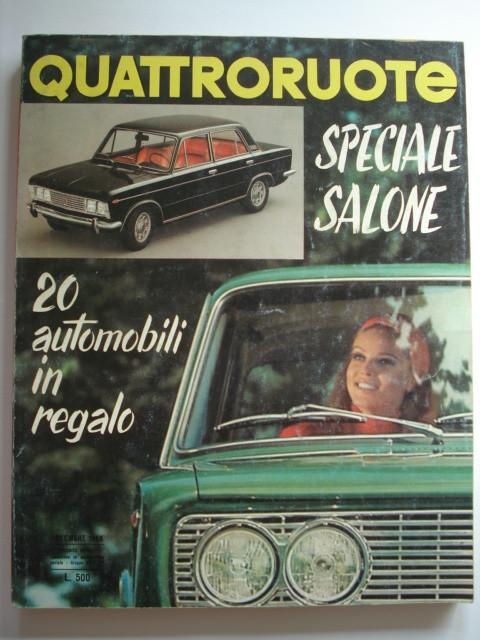 QUATTRORUOTE
SPECIALE
SALONE
20
automobili
in
regalo
L. 500